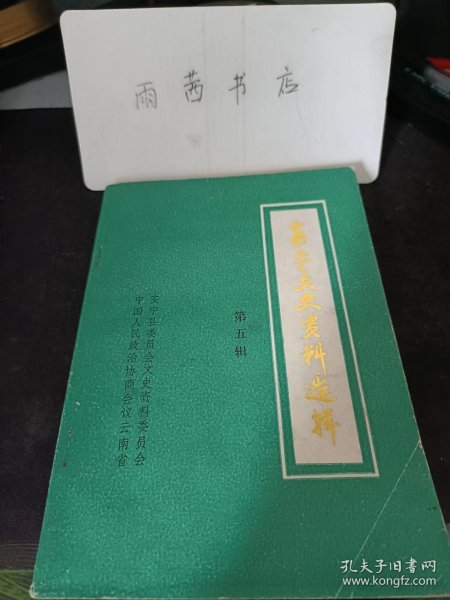 雨茜书店
安宁文史资料选辑
第五辑
中国人民政治协商会议云南省
安宁县委员会文史资料委员会
孔夫子旧书网
www.kongfz.com